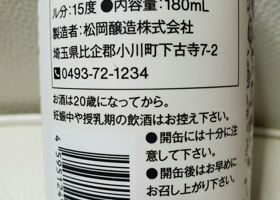 ル分:15度 ●内容量:180mL
製造者:松岡醸造株式会社
埼玉県比企郡小川町下古寺7-2
0493-72-1234
お酒は20歳になってから。
妊娠中や授乳期の飲酒はお控え下さい。
●開缶には十分に注
意して下さい。
●開缶後はお早めに
お召し上がり下さい。
4595124